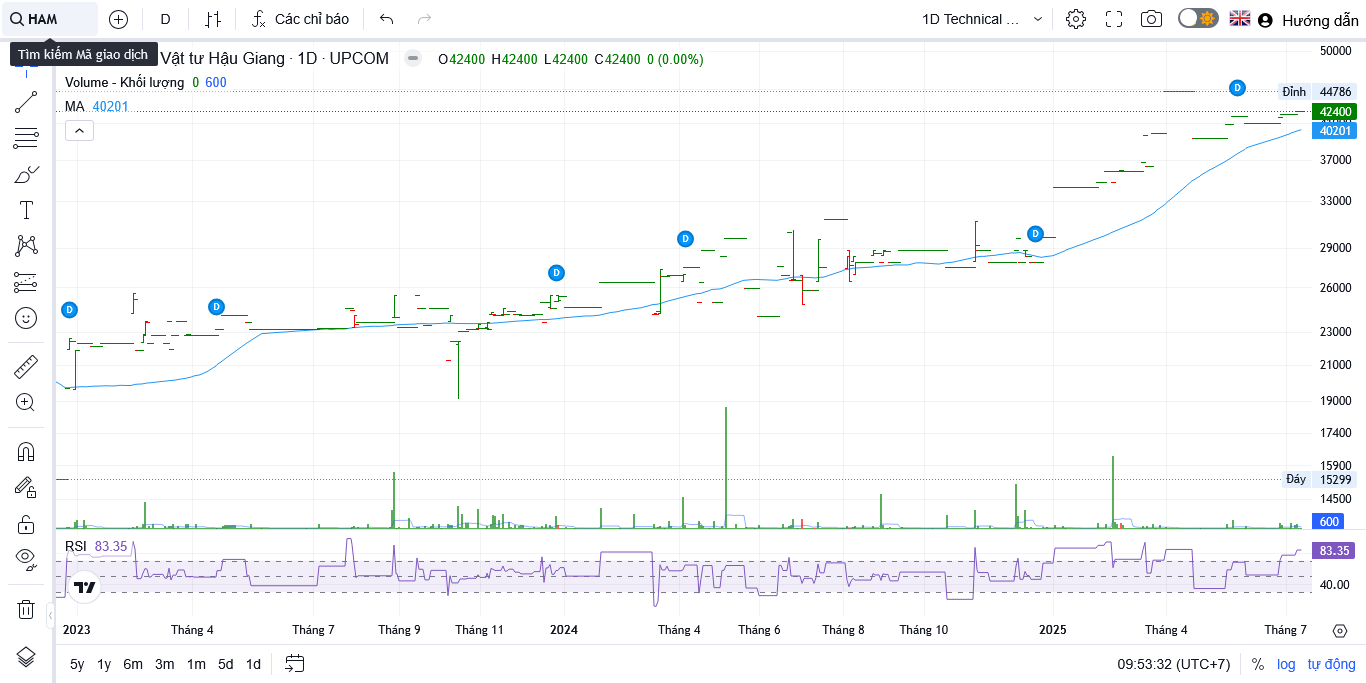 HAM
D
Các chỉ báo
1D Technical ...
Hướng dẫn
Tìm kiếm Mã giao dịch
Vật tư Hậu Giang · 1D · UPCOM
O42400 H42400 L42400 C42400 0 (0.00%)
Volume - Khối lượng 0 600
MA 40201
50000
Đỉnh 44786
42400
40201
37000
33000
29000
26000
23000
21000
19000
17400
15900
Đáy 15299
14500
600
D
D
D
D
D
D
RSI 83.35
83.35
40.00
2023 Tháng 4 Tháng 7 Tháng 9 Tháng 11 2024 Tháng 4 Tháng 6 Tháng 8 Tháng 10 2025 Tháng 4 Tháng 7
5y 1y 6m 3m 1m 5d 1d
09:53:32 (UTC+7) % log tự động